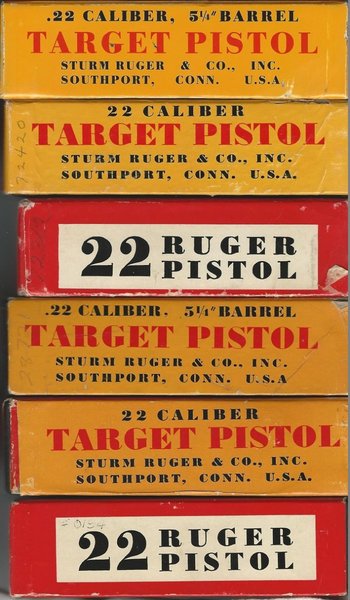 .22 CALIBER, 5¼" BARREL
TARGET PISTOL
STURM RUGER & CO., INC.
SOUTHPORT, CONN. U.S.A.
22 CALIBER
TARGET PISTOL
STURM RUGER & CO., INC.
SOUTHPORT, CONN. U.S.A.
72420
22 RUGER
PISTOL
.22 CALIBER. 5¼" BARREL
TARGET PISTOL
STURM RUGER & CO., INC.
SOUTHPORT, CONN. U.S.A
22 CALIBER
TARGET PISTOL
STURM RUGER & CO., INC.
SOUTHPORT, CONN. U.S.A.
22 RUGER
PISTOL